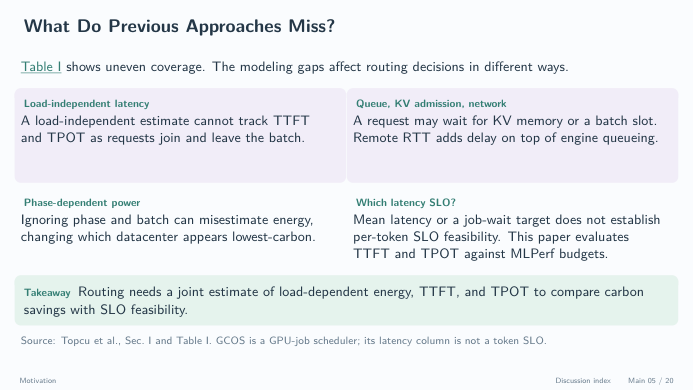 What Do Previous Approaches Miss?
Table I shows uneven coverage. The modeling gaps affect routing decisions in different ways.
Load-independent latency
A load-independent estimate cannot track TTFT
and TPOT as requests join and leave the batch.
Queue, KV admission, network
A request may wait for KV memory or a batch slot.
Remote RTT adds delay on top of engine queueing.
Phase-dependent power
Ignoring phase and batch can misestimate energy,
changing which datacenter appears lowest-carbon.
Which latency SLO?
Mean latency or a job-wait target does not establish
per-token SLO feasibility. This paper evaluates
TTFT and TPOT against MLPerf budgets.
Takeaway Routing needs a joint estimate of load-dependent energy, TTFT, and TPOT to compare carbon
savings with SLO feasibility.
Source: Topcu et al., Sec. I and Table I. GCOS is a GPU-job scheduler; its latency column is not a token SLO.
Motivation Discussion index Main 05 / 20